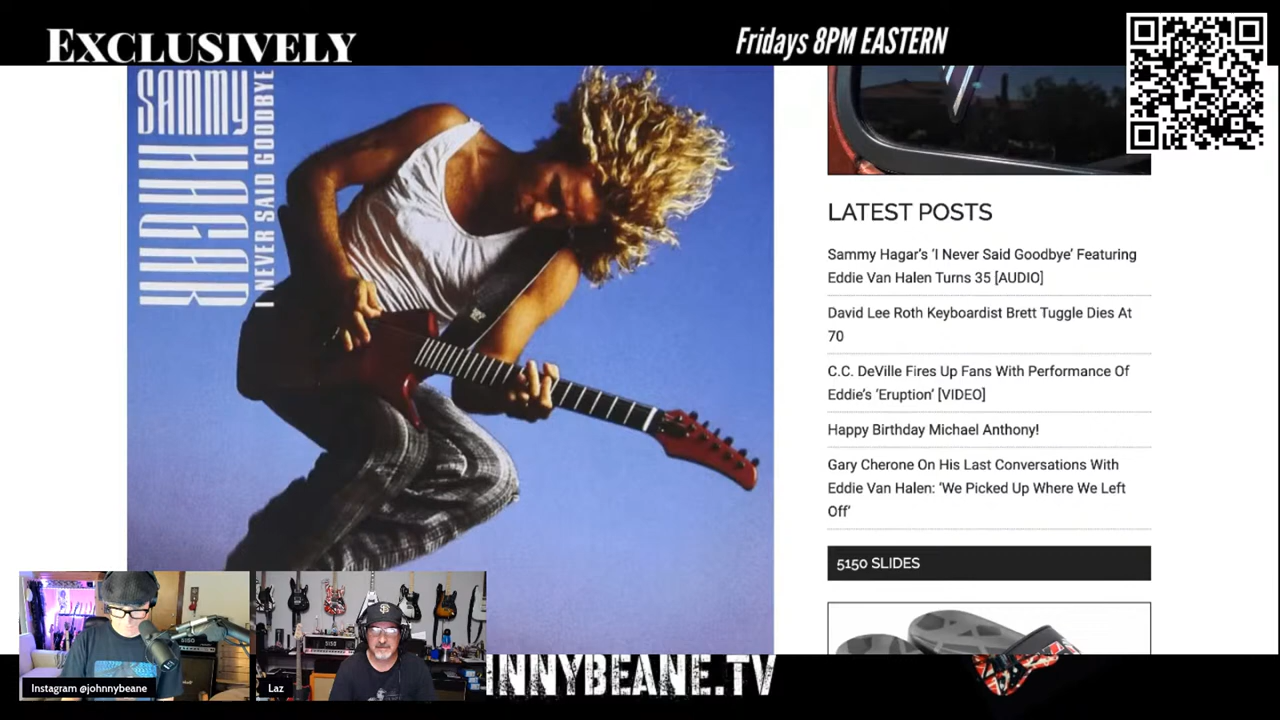 EXCLUSIVELY
Fridays 8PM EASTERN
SAMMY
HAGAR
I NEVER SAID GOODBYE
LATEST POSTS
Sammy Hagar's 'I Never Said Goodbye' Featuring
Eddie Van Halen Turns 35 [AUDIO]
David Lee Roth Keyboardist Brett Tuggle Dies At
70
C.C. DeVille Fires Up Fans With Performance Of
Eddie's 'Eruption' [VIDEO]
Happy Birthday Michael Anthony!
Gary Cherone On His Last Conversations With
Eddie Van Halen: 'We Picked Up Where We Left
Off'
5150 SLIDES
Instagram @johnnybeane
Laz
INNYBEANE.TV